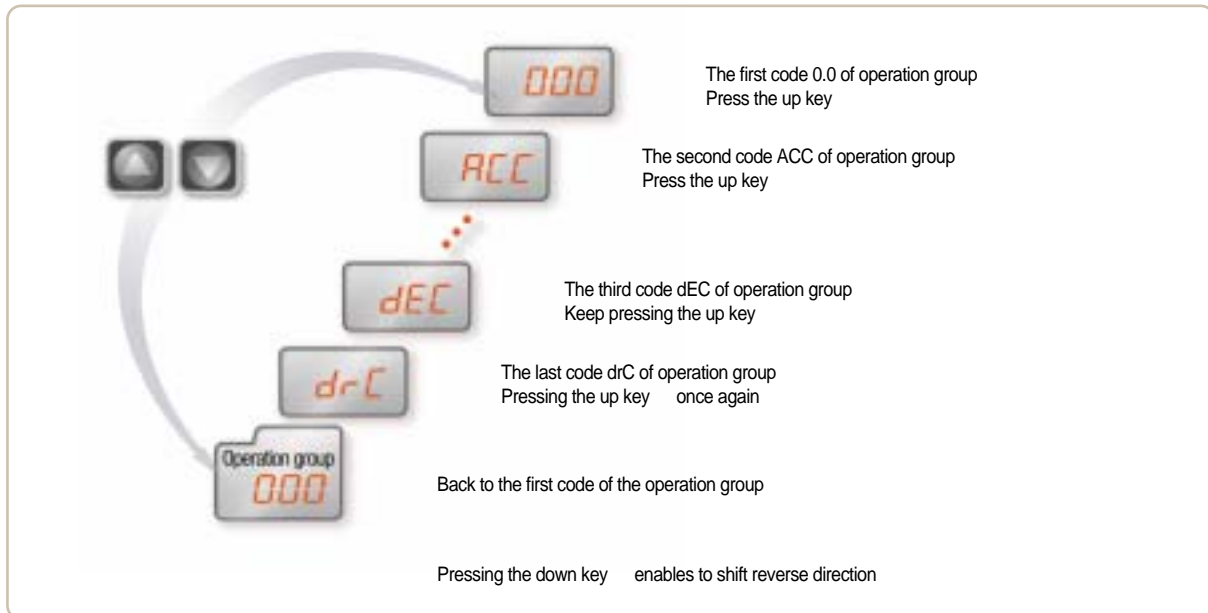 000
The first code 0.0 of operation group
Press the up key
ACC
The second code ACC of operation group
Press the up key
dEC
The third code dEC of operation group
Keep pressing the up key
drC
The last code drC of operation group
Pressing the up key once again
Operation group
000
Back to the first code of the operation group
Pressing the down key enables to shift reverse direction